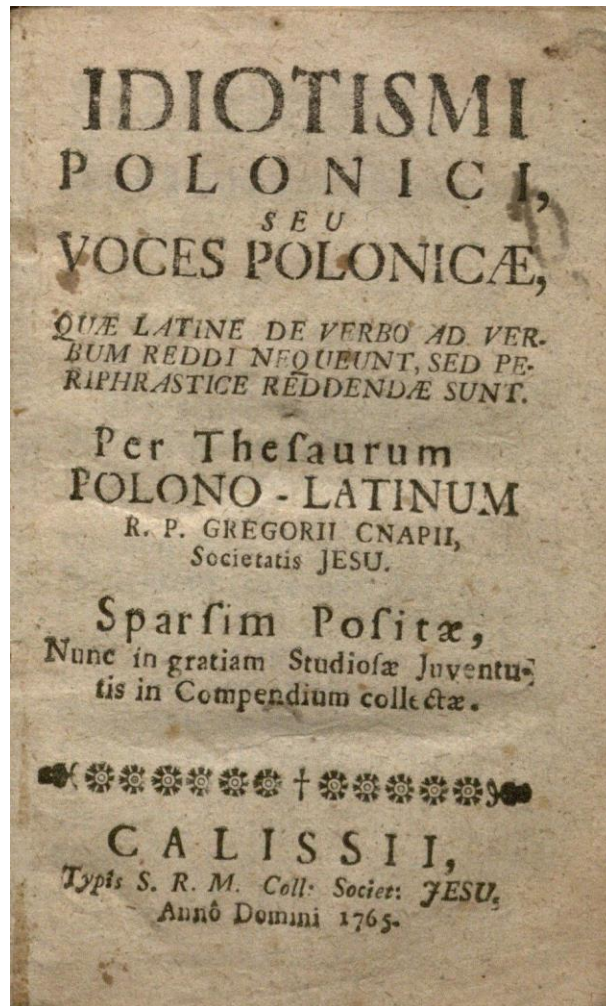 IDIOTISMI
POLONICI,
SEU
VOCES POLONICÆ,
QUÆ LATINE DE VERBO AD VER-
BUM REDDI NEQUEUNT, SED PE-
RIPHRASTICE REDDENDÆ SUNT.
Per Theſaurum
POLONO - LATINUM
R. P. GREGORII CNAPII,
Societatis JESU.
Sparſim Poſitæ,
Nunc in gratiam Studioſæ Juventu-
tis in Compendium collectæ.
CALISSII,
Typis S. R. M. Coll: Societ: JESU.
Annô Domini 1765.